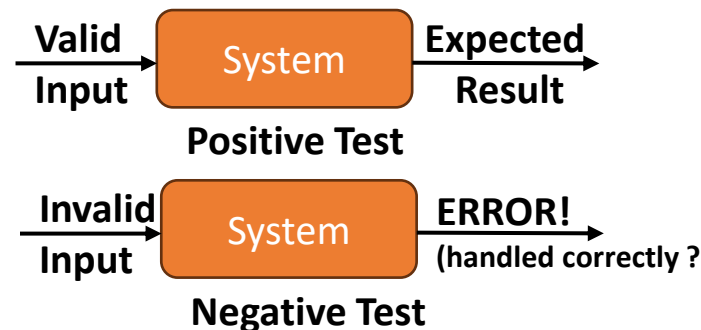 Valid Input
System
Expected Result
Positive Test
Invalid Input
System
ERROR!
(handled correctly ?
Negative Test